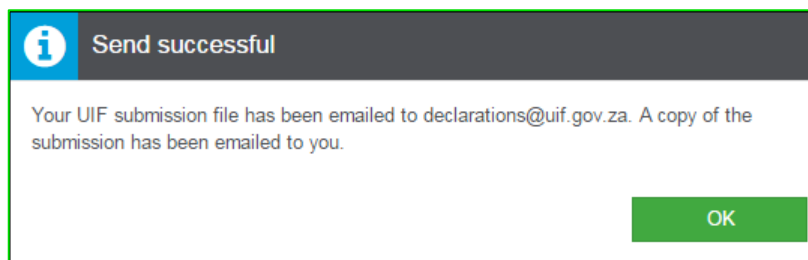 Send successful
Your UIF submission file has been emailed to declarations@uif.gov.za. A copy of the
submission has been emailed to you.
OK